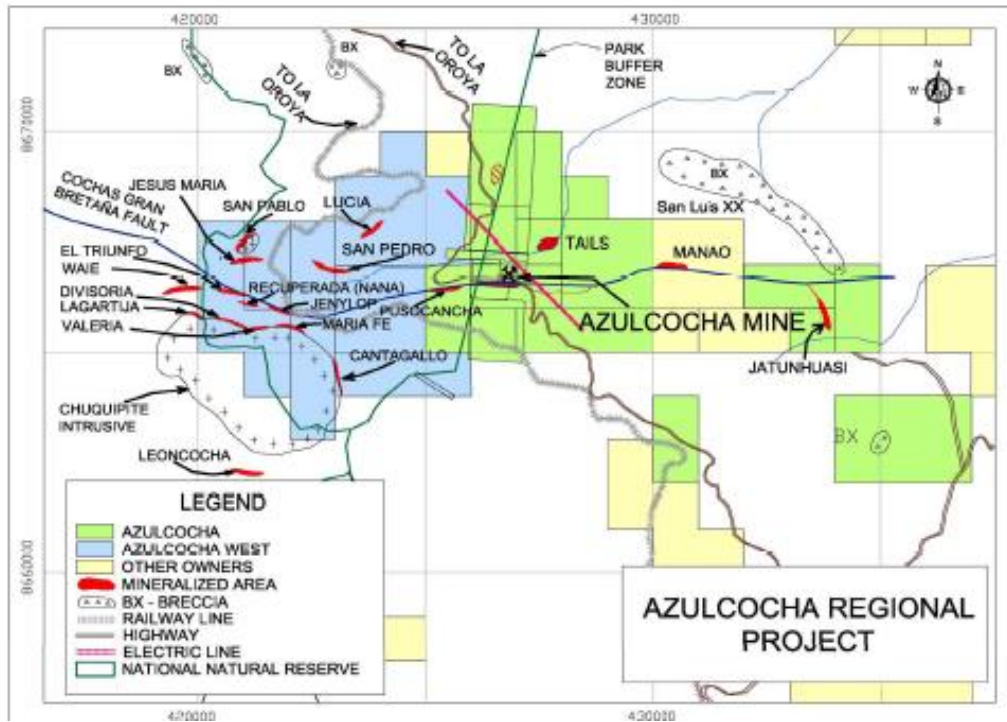 420000
430000
BX
BX
TO LA
OROYA
TO LA
OROYA
PARK
BUFFER
ZONE
N
W
S
8670000
COCHAS GRAN
BRETAÑA FAULT
JESUS MARIA
SAN PABLO
LUCIA
BX
San Luis XX
EL TRIUNFO
WAIE
DIVISORIA
LAGARTIJA
VALERIA
SAN PEDRO
TAILS
MANAO
RECUPERADA (NANA)
JENYLOP
PUSOCANCHA
MARIA FE
AZULCOCHA MINE
CANTAGALLO
JATUNHUASI
CHUQUIPITE
INTRUSIVE
BX
LEONCOCHA
8660000
LEGEND
AZULCOCHA
AZULCOCHA WEST
OTHER OWNERS
MINERALIZED AREA
BX - BRECCIA
RAILWAY LINE
HIGHWAY
ELECTRIC LINE
NATIONAL NATURAL RESERVE
AZULCOCHA REGIONAL
PROJECT
420000
430000